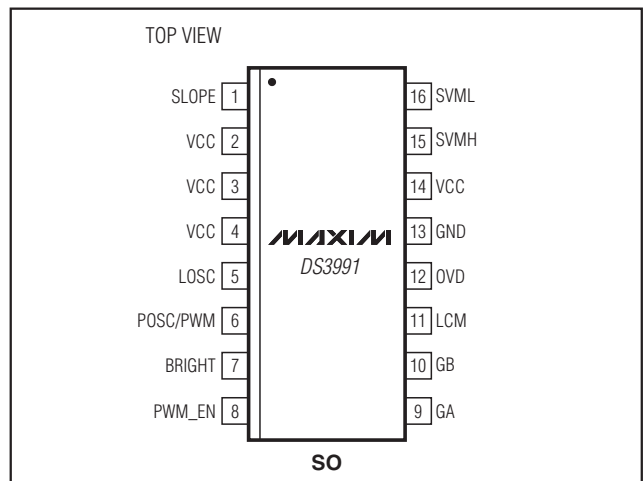 TOP VIEW
SLOPE 1
VCC 2
VCC 3
VCC 4
LOSC 5
POSC/PWM 6
BRIGHT 7
PWM_EN 8
MAXIM
DS3991
16 SVML
15 SVMH
14 VCC
13 GND
12 OVD
11 LCM
10 GB
9 GA
SO